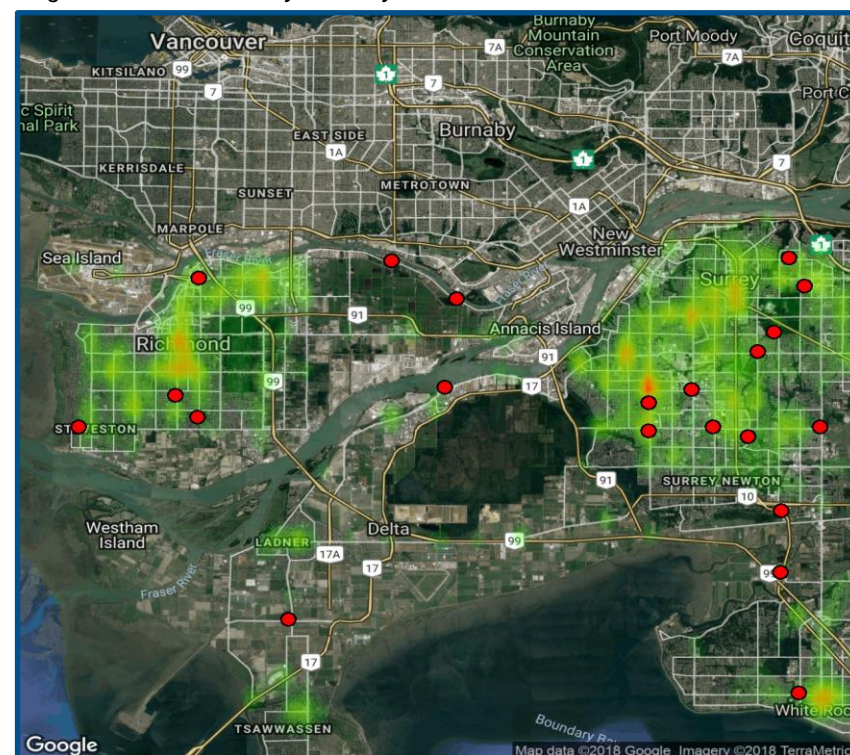 Vancouver
Burnaby
Mountain
Conservation
Area
Port Moody
Coquit
7A
7A
KITSILANO
99
1
7
7
Port C
c Spirit
nal Park
EAST SIDE
1A
Burnaby
1
7
KERRISDALE
METROTOWN
SUNSET
1A
MARPOLE
New
Westminster
1
Sea Island
Fraser River
Surrey
99
91
Annacis Island
Richmond
91
99
17
STEVESTON
91
SURREY NEWTON
10
Westham
Island
Delta
LADNER
17A
99
17
99
Fraser River
17
White Roc
TSAWWASSEN
Boundary Ba
Google
Map data ©2018 Google Imagery ©2018 TerraMetric